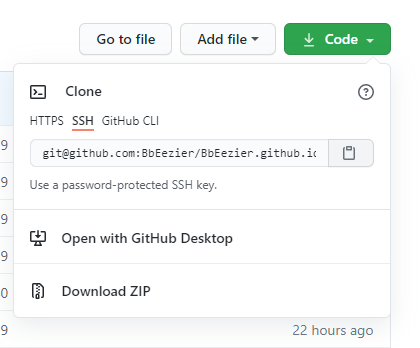 Go to file
Add file
Code
Clone
HTTPS SSH GitHub CLI
git@github.com:BbEezier/BbEezier.github.io
Use a password-protected SSH key.
Open with GitHub Desktop
Download ZIP
9
9
9
9
0
9
22 hours ago